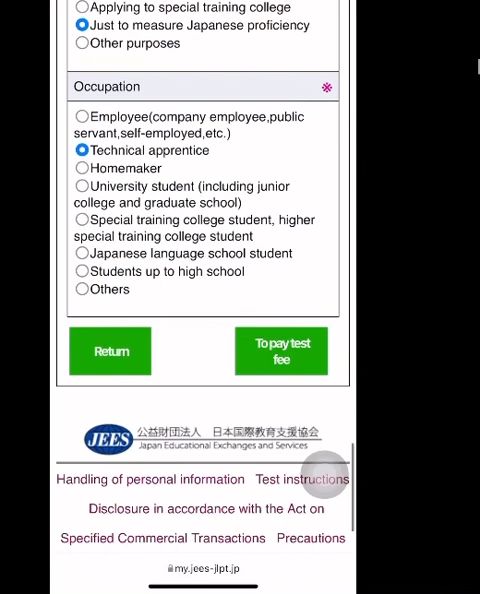 Applying to special training college
Just to measure Japanese proficiency
Other purposes
Occupation ※
Employee(company employee,public
servant,self-employed,etc.)
Technical apprentice
Homemaker
University student (including junior
college and graduate school)
Special training college student, higher
special training college student
Japanese language school student
Students up to high school
Others
Return
To pay test
fee
JEES
公益財団法人 日本国際教育支援協会
Japan Educational Exchanges and Services
Handling of personal information Test instructions
Disclosure in accordance with the Act on
Specified Commercial Transactions Precautions
my.jees-jlpt.jp